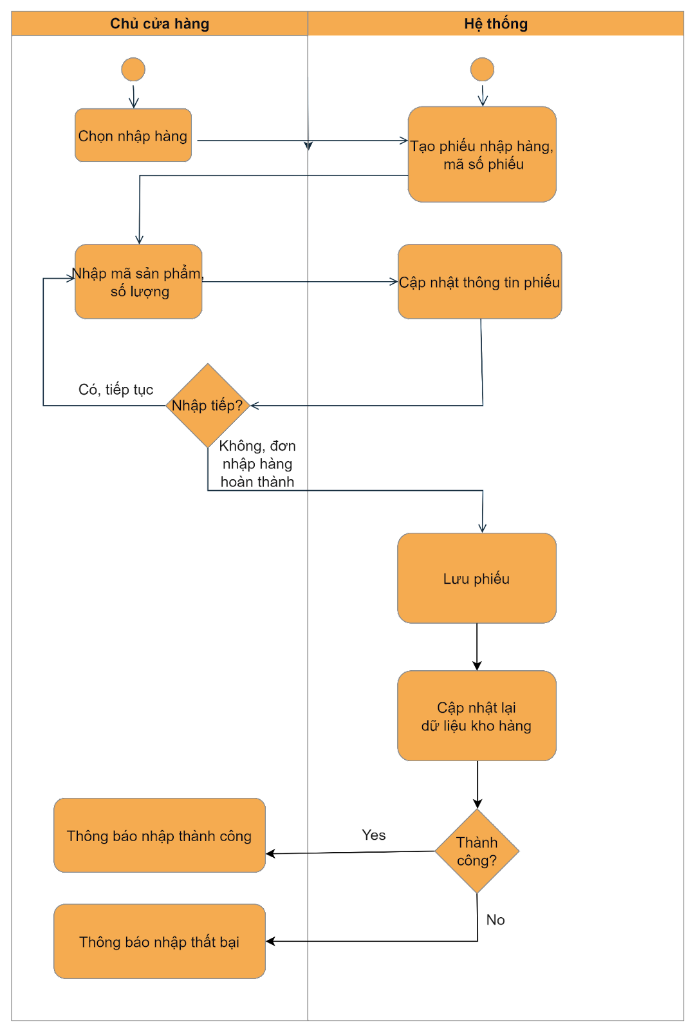 Chủ cửa hàng
Hệ thống
Chọn nhập hàng
Tạo phiếu nhập hàng,
mã số phiếu
Nhập mã sản phẩm,
số lượng
Cập nhật thông tin phiếu
Có, tiếp tục
Nhập tiếp?
Không, đơn
nhập hàng
hoàn thành
Lưu phiếu
Cập nhật lại
dữ liệu kho hàng
Thông báo nhập thành công
Yes
Thành
công?
No
Thông báo nhập thất bại